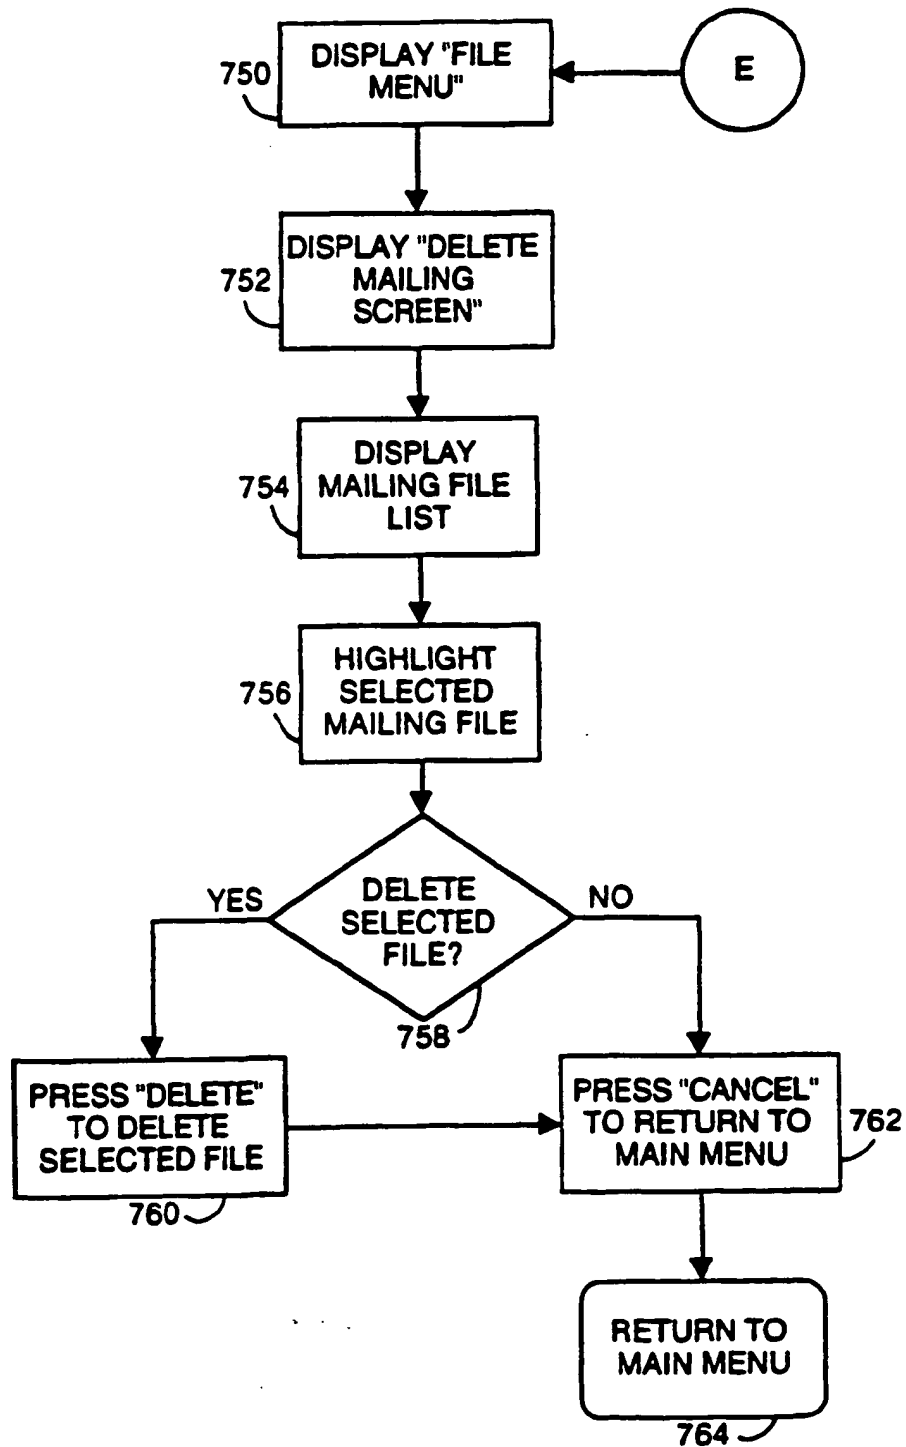 DISPLAY "FILE
MENU"
750
E
DISPLAY "DELETE
MAILING
SCREEN"
752
DISPLAY
MAILING FILE
LIST
754
HIGHLIGHT
SELECTED
MAILING FILE
756
DELETE
SELECTED
FILE?
YES
NO
758
PRESS "DELETE"
TO DELETE
SELECTED FILE
760
PRESS "CANCEL"
TO RETURN TO
MAIN MENU
762
RETURN TO
MAIN MENU
764